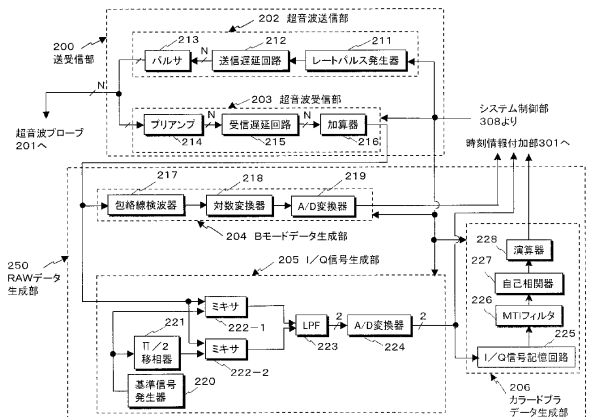 202 超音波送信部
200
送受信部
213
212
211
N
パルサ
送信遅延回路
レートパルス発生器
N
203 超音波受信部
N
N
プリアンプ
受信遅延回路
加算器
214
215
216
超音波プローブ
201へ
システム制御部
308より
時刻情報付加部301へ
217
218
219
包絡線検波器
対数変換器
A/D変換器
204 Bモードデータ生成部
250
RAWデータ
生成部
205 I/Q信号生成部
228
演算器
227
自己相関器
226
MTIフィルタ
225
I/Q信号記憶回路
206
カラードプラ
データ生成部
ミキサ
222-1
221
Π/2
移相器
ミキサ
222-2
LPF
223
2
A/D変換器
224
2
基準信号
発生器
220